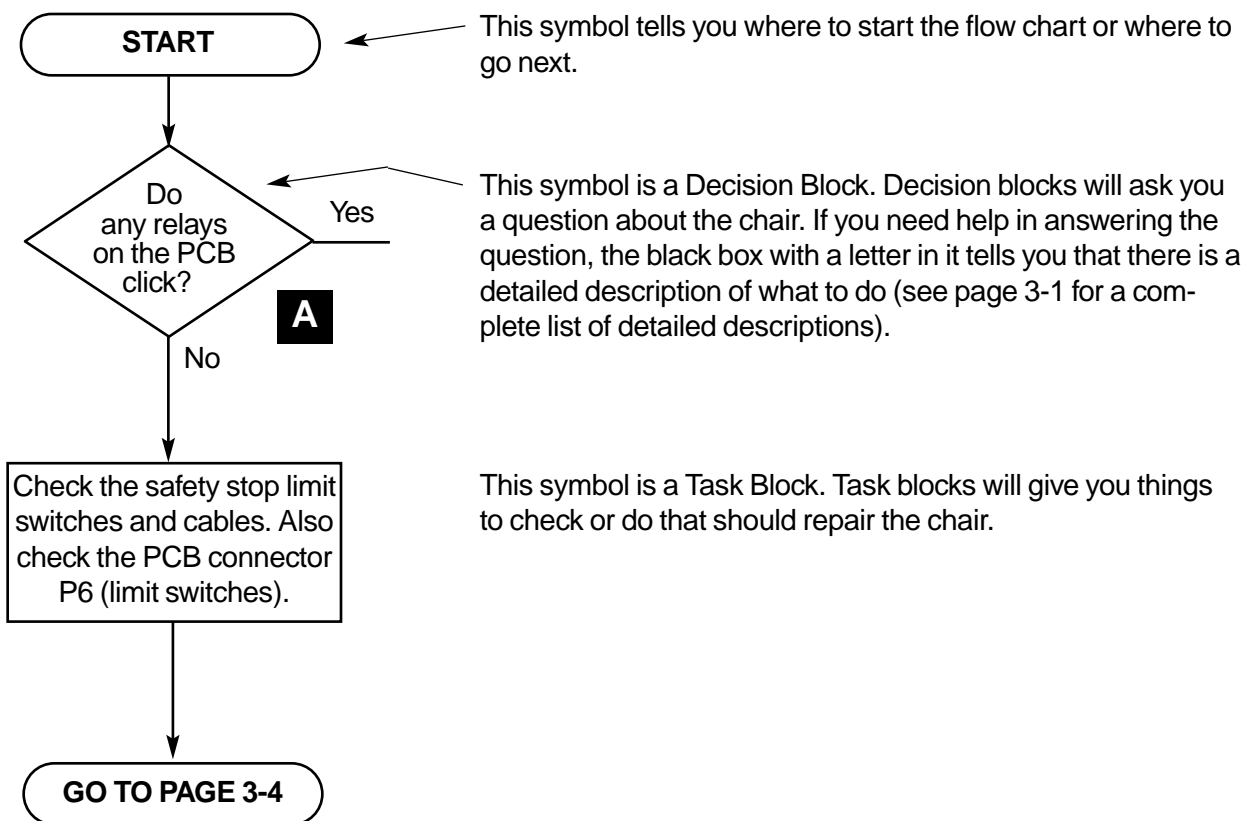 START
This symbol tells you where to start the flow chart or where to
go next.
Do
any relays
on the PCB
click?
Yes
A
No
This symbol is a Decision Block. Decision blocks will ask you
a question about the chair. If you need help in answering the
question, the black box with a letter in it tells you that there is a
detailed description of what to do (see page 3-1 for a com-
plete list of detailed descriptions).
Check the safety stop limit
switches and cables. Also
check the PCB connector
P6 (limit switches).
This symbol is a Task Block. Task blocks will give you things
to check or do that should repair the chair.
GO TO PAGE 3-4